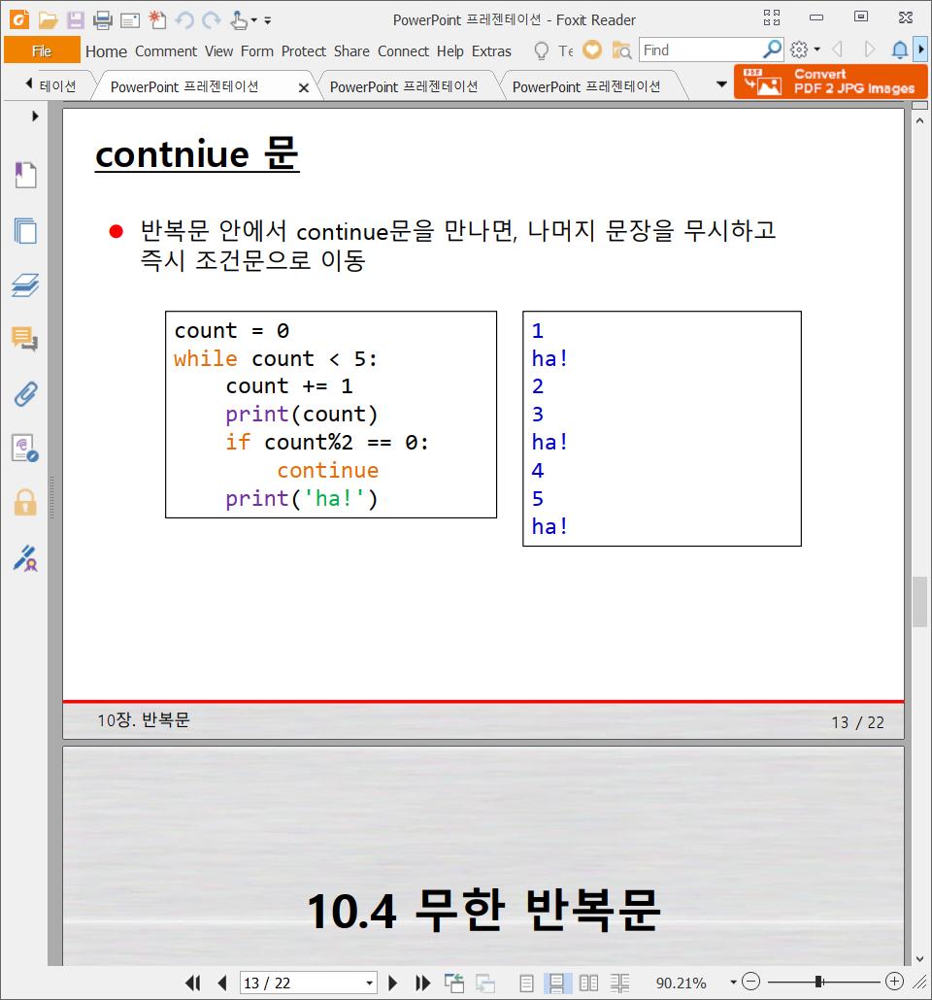 PowerPoint 프레젠테이션 - Foxit Reader
File Home Comment View Form Protect Share Connect Help Extras Te Find
테이션 PowerPoint 프레젠테이션 PowerPoint 프레젠테이션 PowerPoint 프레젠테이션
PDF Convert
PDF 2 JPG Images
contniue 문
반복문 안에서 continue문을 만나면, 나머지 문장을 무시하고
즉시 조건문으로 이동
count = 0
while count < 5:
    count += 1
    print(count)
    if count%2 == 0:
        continue
    print('ha!')
1
ha!
2
3
ha!
4
5
ha!
10장. 반복문
13 / 22
10.4 무한 반복문
13 / 22
90.21%